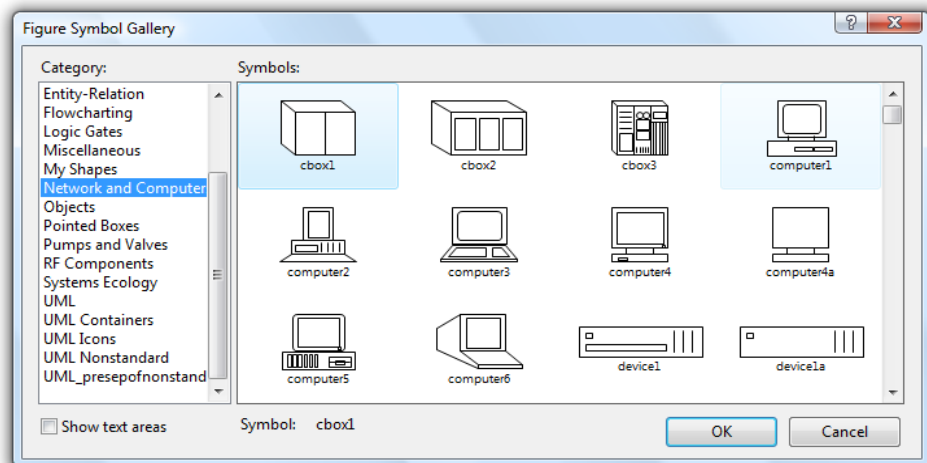 Figure Symbol Gallery
Category:
Symbols:
Entity-Relation
Flowcharting
Logic Gates
Miscellaneous
My Shapes
Network and Computer
Objects
Pointed Boxes
Pumps and Valves
RF Components
Systems Ecology
UML
UML Containers
UML Icons
UML Nonstandard
UML_presepofnonstand
cbox1 cbox2 cbox3 computer1
computer2 computer3 computer4 computer4a
computer5 computer6 device1 device1a
Show text areas
Symbol: cbox1
OK
Cancel